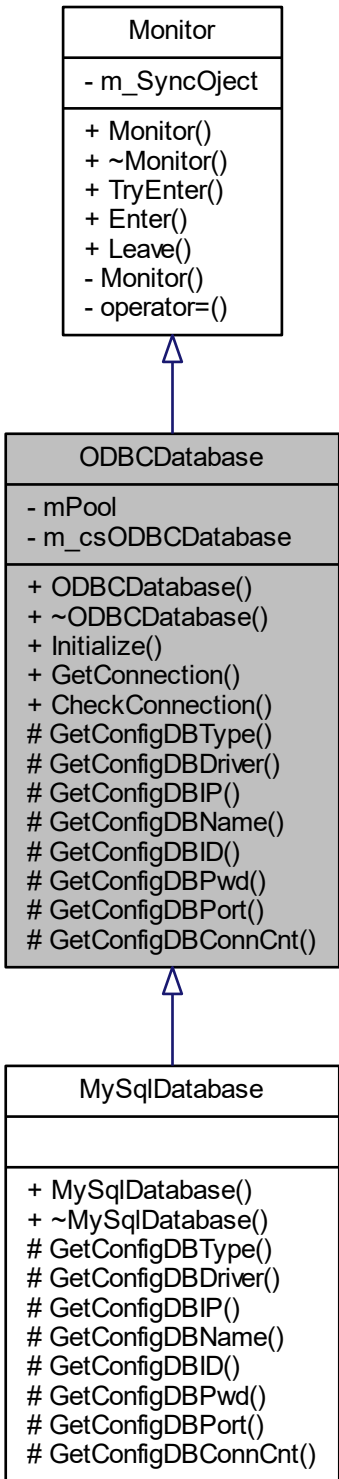 Monitor
- m_SyncOject
+ Monitor()
+ ~Monitor()
+ TryEnter()
+ Enter()
+ Leave()
- Monitor()
- operator=()
ODBCDatabase
- mPool
- m_csODBCDatabase
+ ODBCDatabase()
+ ~ODBCDatabase()
+ Initialize()
+ GetConnection()
+ CheckConnection()
# GetConfigDBType()
# GetConfigDBDriver()
# GetConfigDBIP()
# GetConfigDBName()
# GetConfigDBID()
# GetConfigDBPwd()
# GetConfigDBPort()
# GetConfigDBConnCnt()
MySqlDatabase
+ MySqlDatabase()
+ ~MySqlDatabase()
# GetConfigDBType()
# GetConfigDBDriver()
# GetConfigDBIP()
# GetConfigDBName()
# GetConfigDBID()
# GetConfigDBPwd()
# GetConfigDBPort()
# GetConfigDBConnCnt()